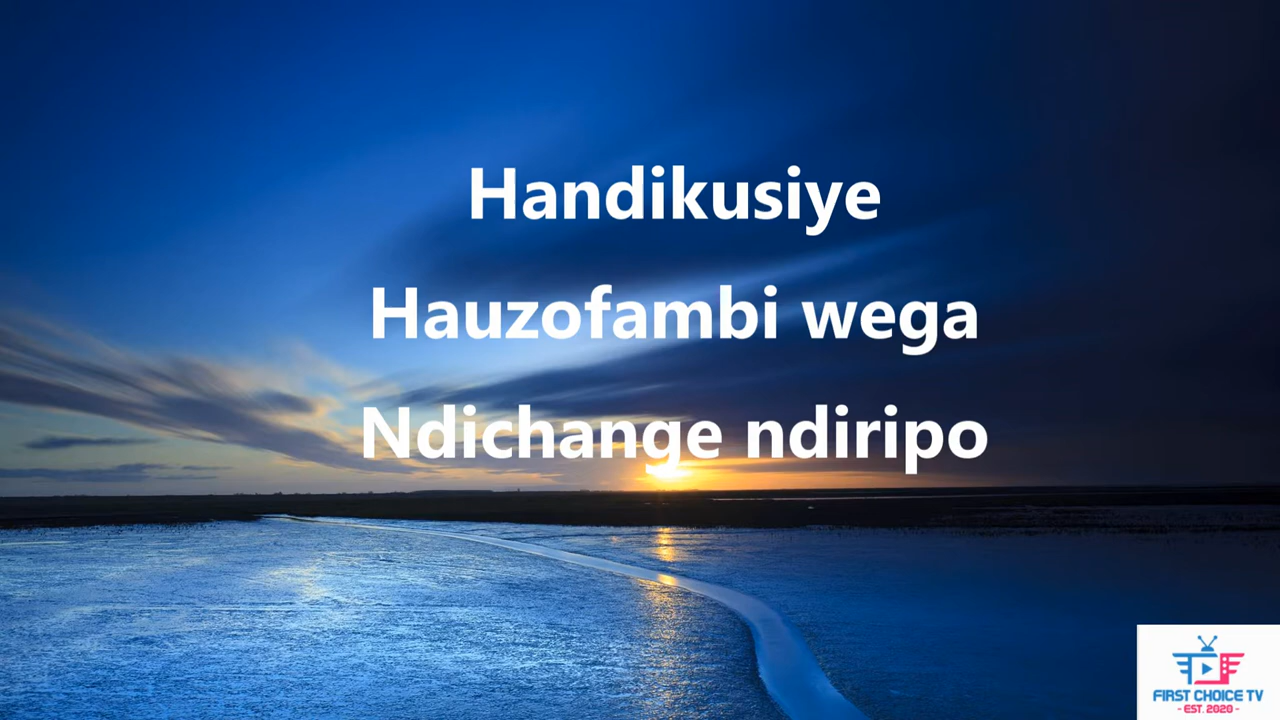 Handikusiye
Hauzofambi wega
Ndichange ndiripo
FIRST CHOICE TV
- EST. 2020 -